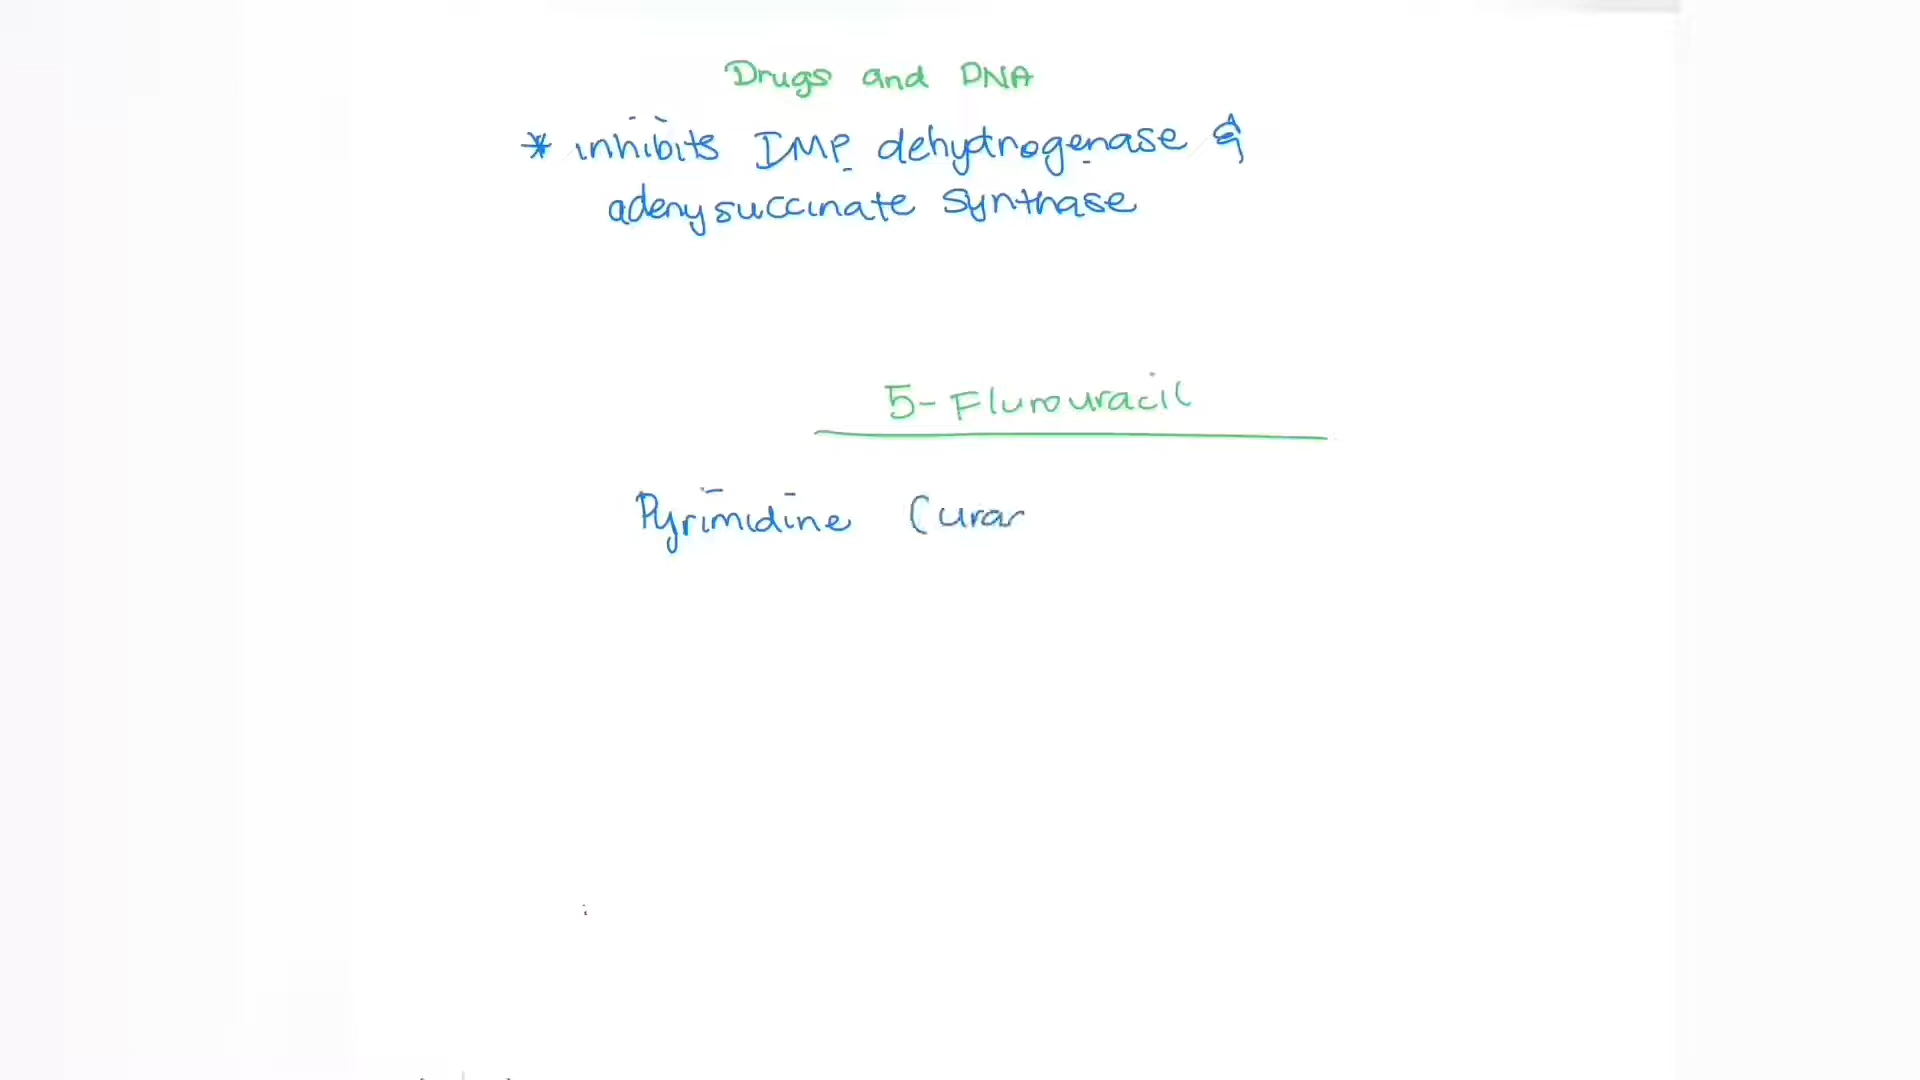 Drugs and DNA
* inhibits IMP dehydrogenase &
adenysuccinate synthase
5-Flurouracil
Pyrimidine (urar